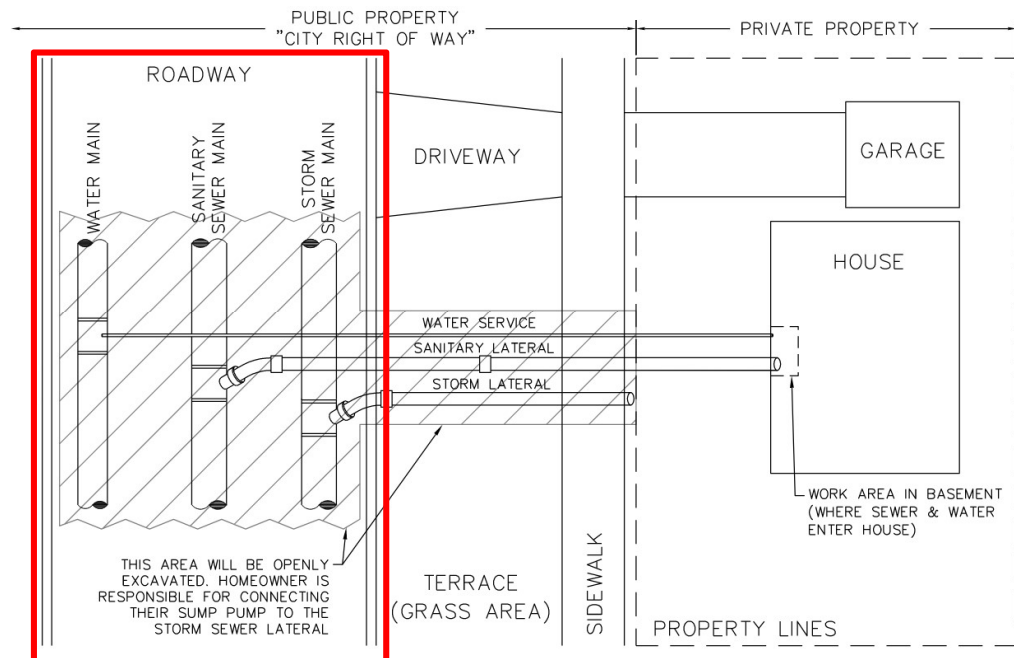 PUBLIC PROPERTY
"CITY RIGHT OF WAY"
PRIVATE PROPERTY
ROADWAY
WATER MAIN
SANITARY
SEWER MAIN
STORM
SEWER MAIN
DRIVEWAY
GARAGE
HOUSE
WATER SERVICE
SANITARY LATERAL
STORM LATERAL
WORK AREA IN BASEMENT
(WHERE SEWER & WATER
ENTER HOUSE)
THIS AREA WILL BE OPENLY
EXCAVATED. HOMEOWNER IS
RESPONSIBLE FOR CONNECTING
THEIR SUMP PUMP TO THE
STORM SEWER LATERAL
TERRACE
(GRASS AREA)
SIDEWALK
PROPERTY LINES